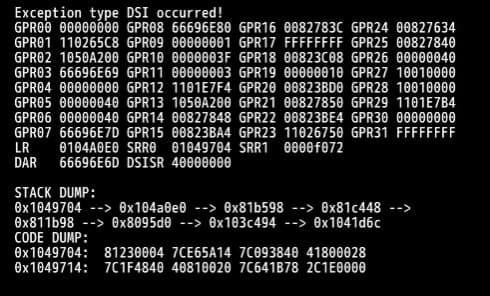 Exception type DSI occurred!
GPR00 00000000 GPR08 66696E80 GPR16 0082783C GPR24 00827634
GPR01 110265C8 GPR09 00000001 GPR17 FFFFFFFF GPR25 00827840
GPR02 1050A200 GPR10 0000003F GPR18 00823C08 GPR26 00000040
GPR03 66696E69 GPR11 00000003 GPR19 00000010 GPR27 10010000
GPR04 00000000 GPR12 1101E7F4 GPR20 00823BD0 GPR28 10010000
GPR05 00000040 GPR13 1050A200 GPR21 00827850 GPR29 1101E7B4
GPR06 00000040 GPR14 00827848 GPR22 00823BE4 GPR30 00000000
GPR07 66696E7D GPR15 00823BA4 GPR23 11026750 GPR31 FFFFFFFF
LR 0104A0E0 SRR0 01049704 SRR1 0000f072
DAR 66696E6D DSISR 40000000
STACK DUMP:
0x1049704 --> 0x104a0e0 --> 0x81b598 --> 0x81c448 -->
0x811b98 --> 0x8095d0 --> 0x103c494 --> 0x1041d6c
CODE DUMP:
0x1049704: 81230004 7CE65A14 7C093840 41800028
0x1049714: 7C1F4840 40810020 7C641B78 2C1E0000